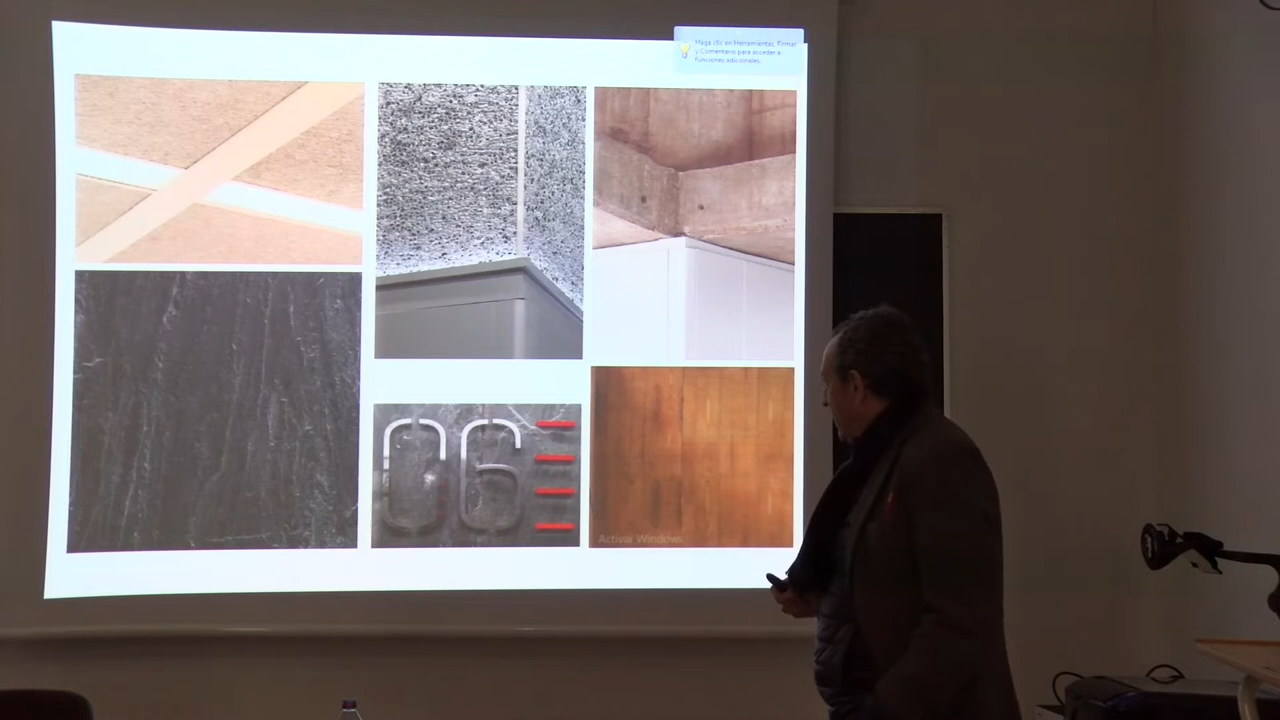 Haga clic en Herramientas, Firmar
y Comentario para acceder a
funciones adicionales.
06
Activar Windows